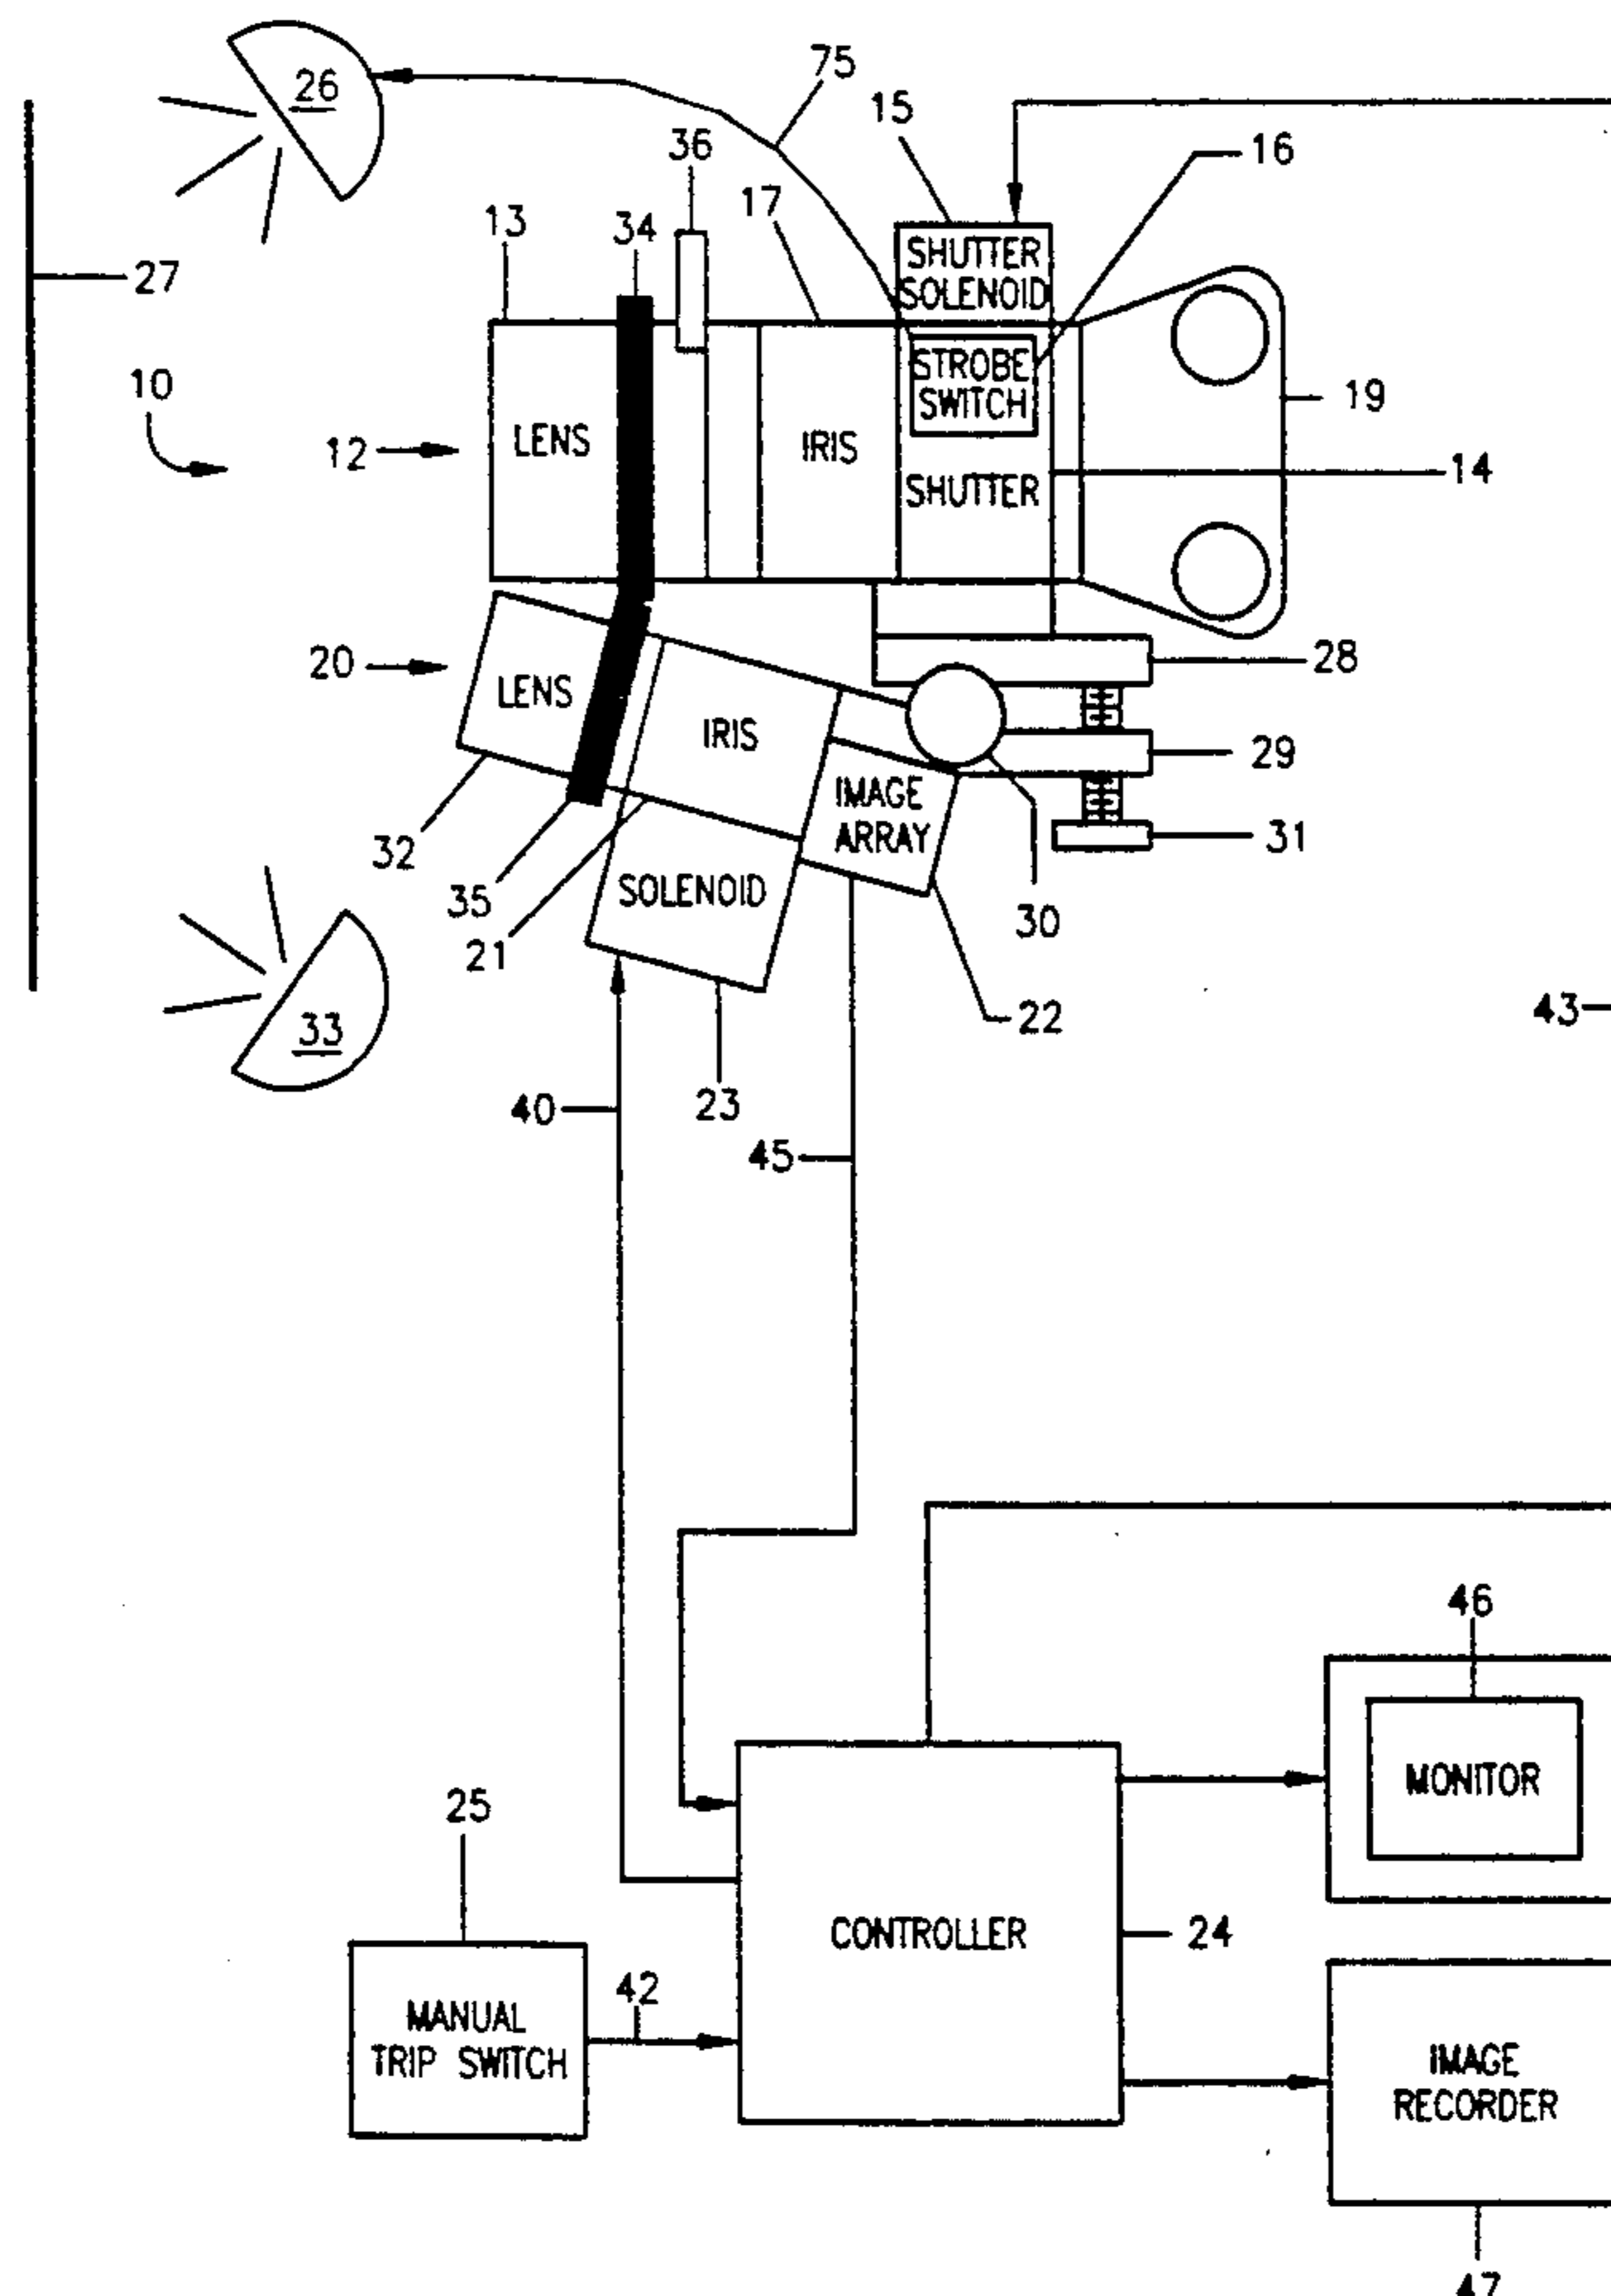 26
75
15
16
36
13
34
17
27
SHUTTER
SOLENOID
10
STROBE
SWITCH
19
12
LENS
IRIS
14
SHUTTER
20
28
LENS
IRIS
29
IMAGE
ARRAY
31
32
35
SOLENOID
30
21
22
43
33
40
23
45
46
MONITOR
25
CONTROLLER
24
MANUAL
TRIP SWITCH
42
IMAGE
RECORDER
47